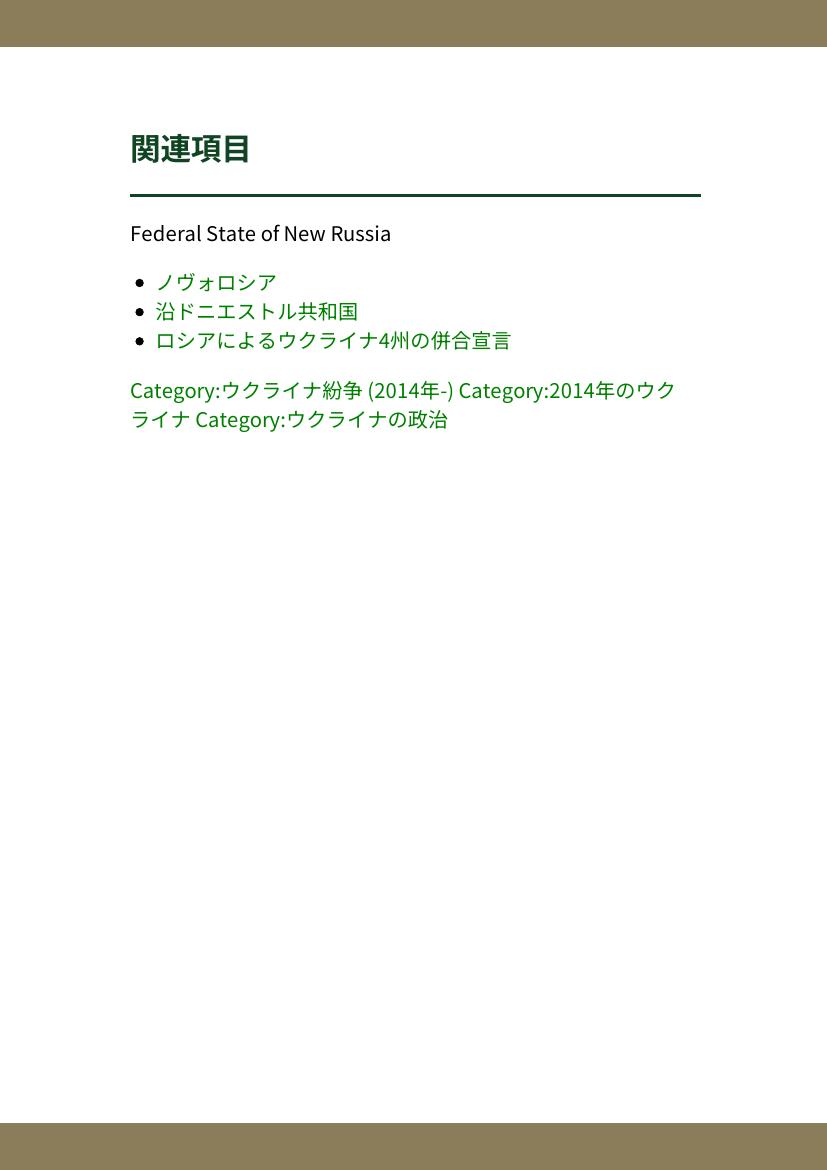 関連項目
Federal State of New Russia
ノヴォロシア
沿ドニエストル共和国
ロシアによるウクライナ4州の併合宣言
Category:ウクライナ紛争 (2014年-) Category:2014年のウク
ライナ Category:ウクライナの政治